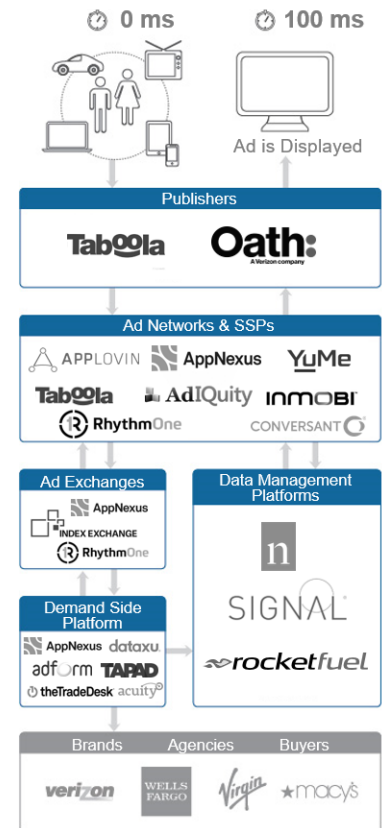 0 ms
100 ms
Ad is Displayed
Publishers
Taboola
Oath:
A Verizon company
Ad Networks & SSPs
APPLOVIN
AppNexus
YuMe
Taboola
AdIQuity
INMOBI
RhythmOne
CONVERSANT
Ad Exchanges
AppNexus
INDEX EXCHANGE
RhythmOne
Data Management
Platforms
n
SIGNAL
rocketfuel
Demand Side
Platform
AppNexus
dataxu.
adform
TAPAD
theTradeDesk
acuity
Brands
Agencies
Buyers
verizon
WELLS
FARGO
Virgin
macy's